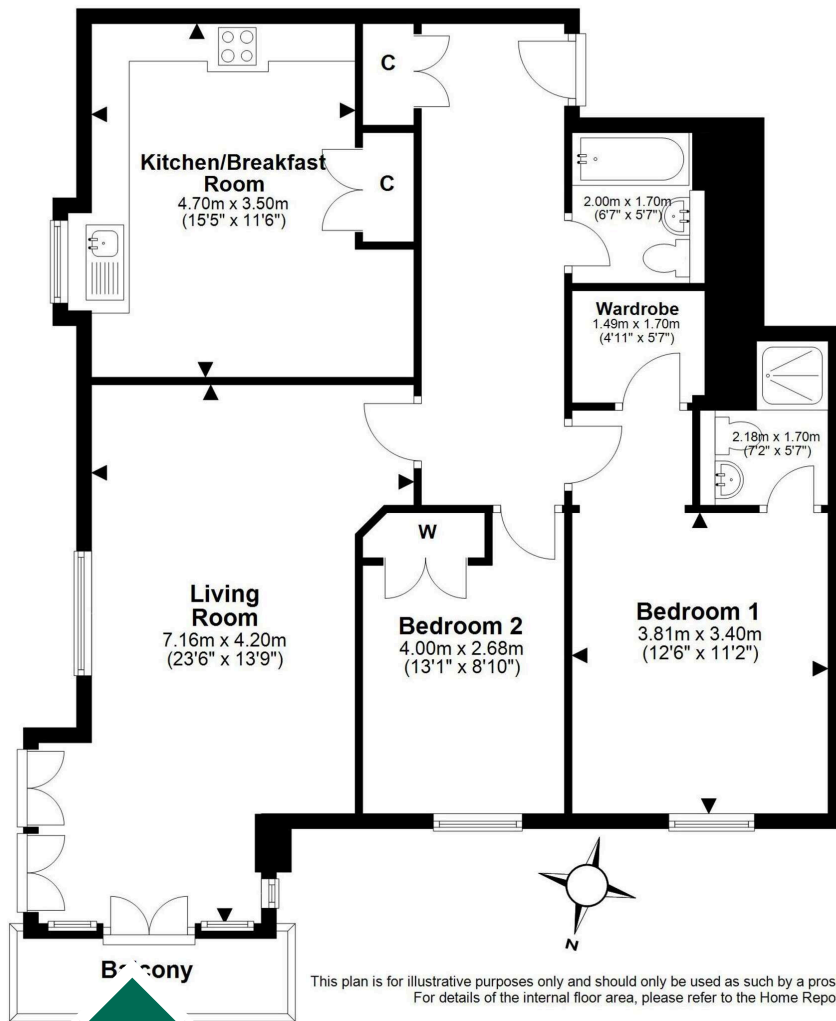 C
Kitchen/Breakfast
Room
4.70m x 3.50m
(15'5" x 11'6")
C
2.00m x 1.70m
(6'7" x 5'7")
Wardrobe
1.49m x 1.70m
(4'11" x 5'7")
2.18m x 1.70m
(7'2" x 5'7")
W
Living
Room
7.16m x 4.20m
(23'6" x 13'9")
Bedroom 2
4.00m x 2.68m
(13'1" x 8'10")
Bedroom 1
3.81m x 3.40m
(12'6" x 11'2")
N
Balcony
This plan is for illustrative purposes only and should only be used as such by a pros
For details of the internal floor area, please refer to the Home Repo